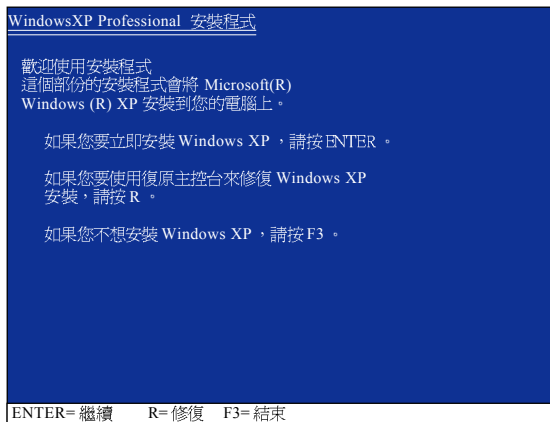 WindowsXP Professional 安裝程式
歡迎使用安裝程式
這個部份的安裝程式會將 Microsoft(R)
Windows (R) XP 安裝到您的電腦上。
如果您要立即安裝 Windows XP ，請按 ENTER 。
如果您要使用復原主控台來修復 Windows XP
安裝，請按 R 。
如果您不想安裝 Windows XP ，請按 F3 。
ENTER= 繼續 R= 修復 F3= 結束